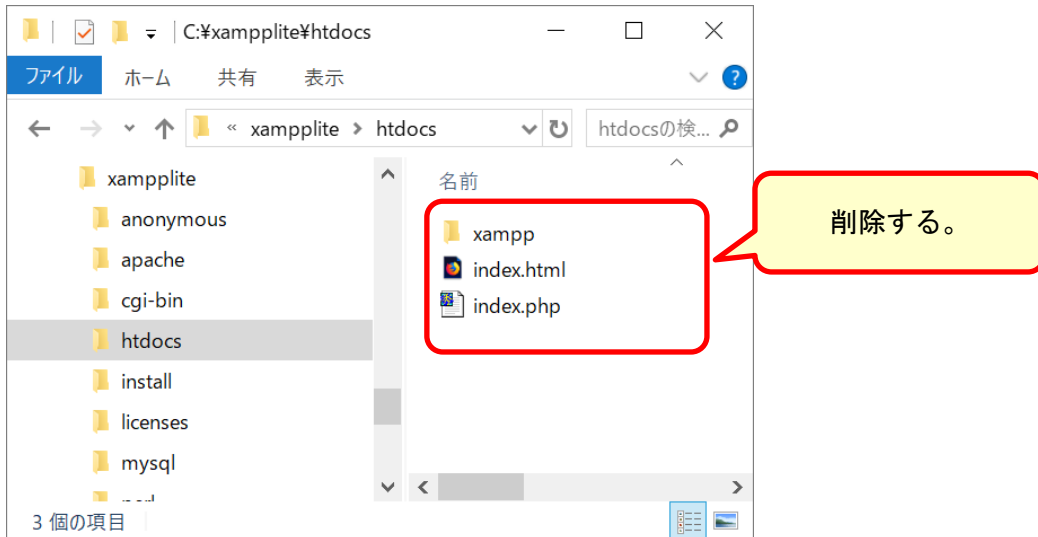 C:¥xampplite¥htdocs
ファイル ホーム 共有 表示
« xampplite > htdocs htdocsの検...
xampplite
anonymous
apache
cgi-bin
htdocs
install
licenses
mysql
perl
名前
xampp
index.html
index.php
削除する。
3 個の項目